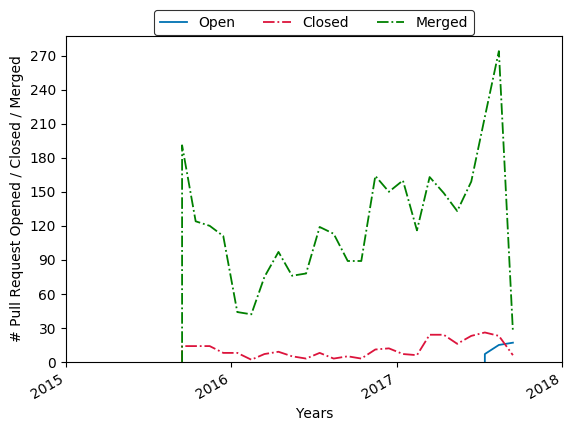 Open Closed Merged
# Pull Request Opened / Closed / Merged
270
240
210
180
150
120
90
60
30
0
2015 2016 2017 2018
Years